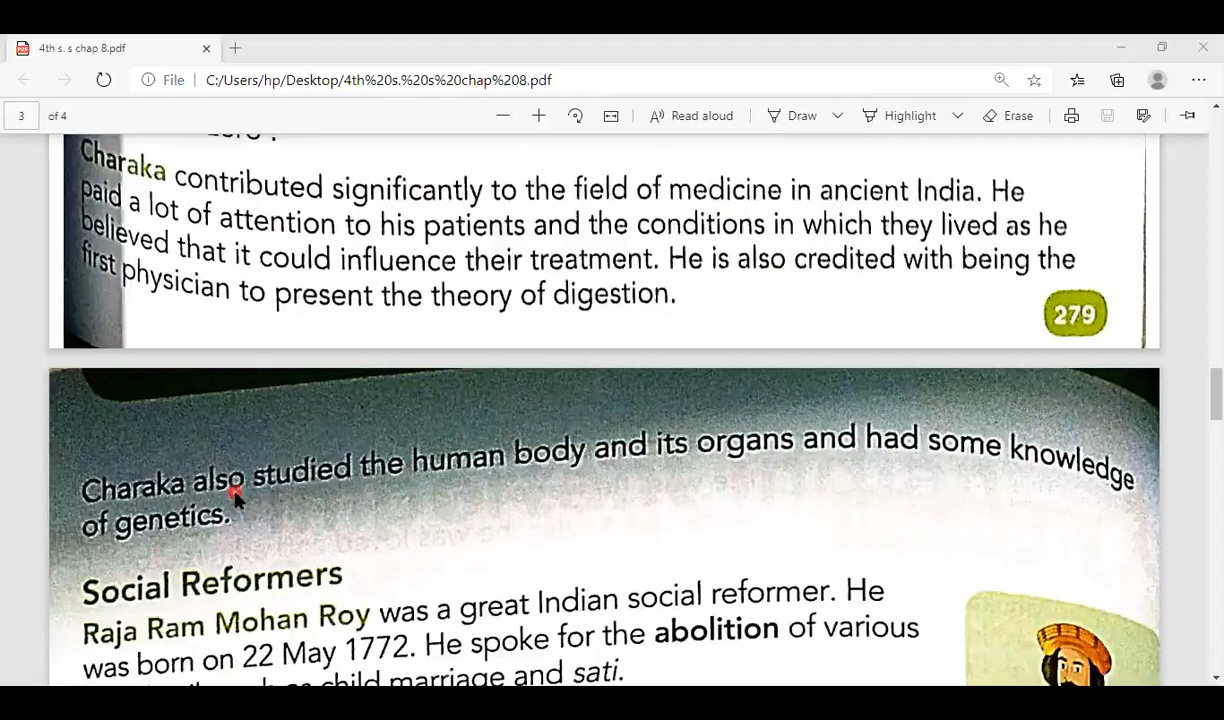 4th s. s chap 8.pdf
File C:/Users/hp/Desktop/4th%20s.%20s%20chap%208.pdf
3 of 4 Read aloud Draw Highlight Erase
Charaka contributed significantly to the field of medicine in ancient India. He
paid a lot of attention to his patients and the conditions in which they lived as he
believed that it could influence their treatment. He is also credited with being the
first physician to present the theory of digestion.
279
Charaka also studied the human body and its organs and had some knowledge
of genetics.
Social Reformers
Raja Ram Mohan Roy was a great Indian social reformer. He
was born on 22 May 1772. He spoke for the abolition of various
child marriage and sati.